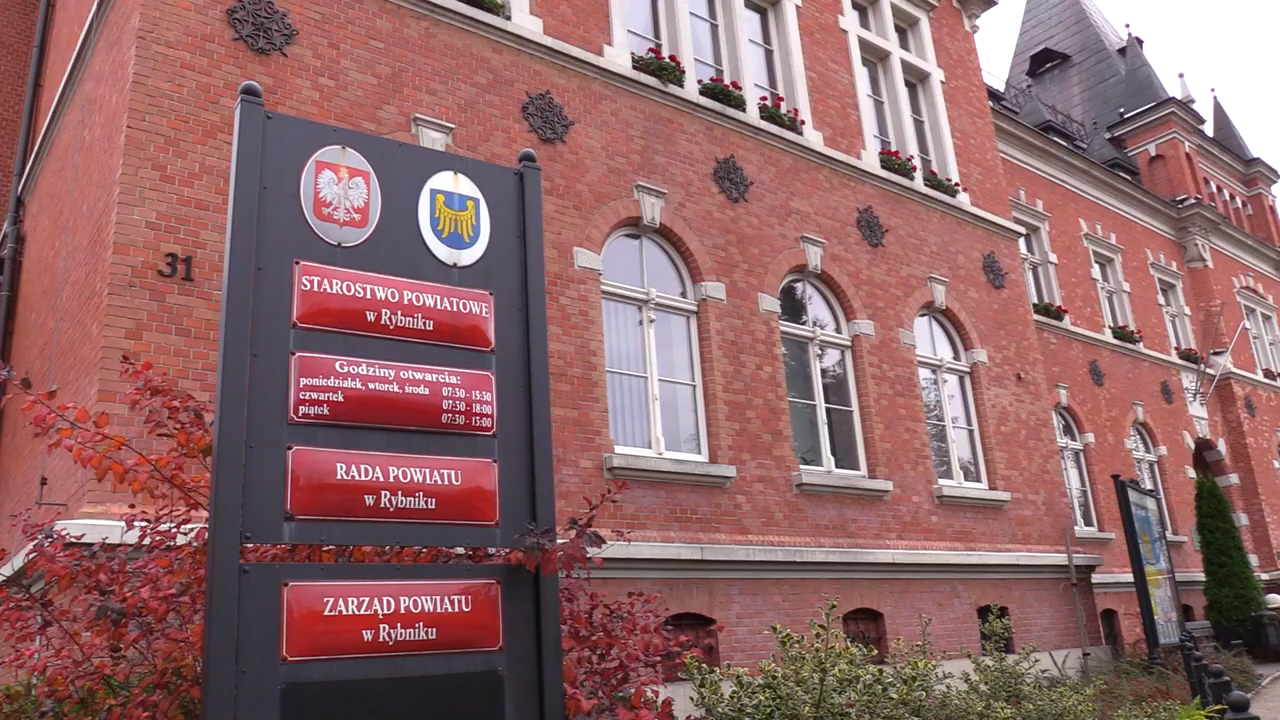 31
STAROSTWO POWIATOWE
w Rybniku
Godziny otwarcia:
poniedziałek, wtorek, środa 07:30 - 15:30
czwartek 07:30 - 18:00
piątek 07:30 - 13:00
RADA POWIATU
w Rybniku
ZARZĄD POWIATU
w Rybniku